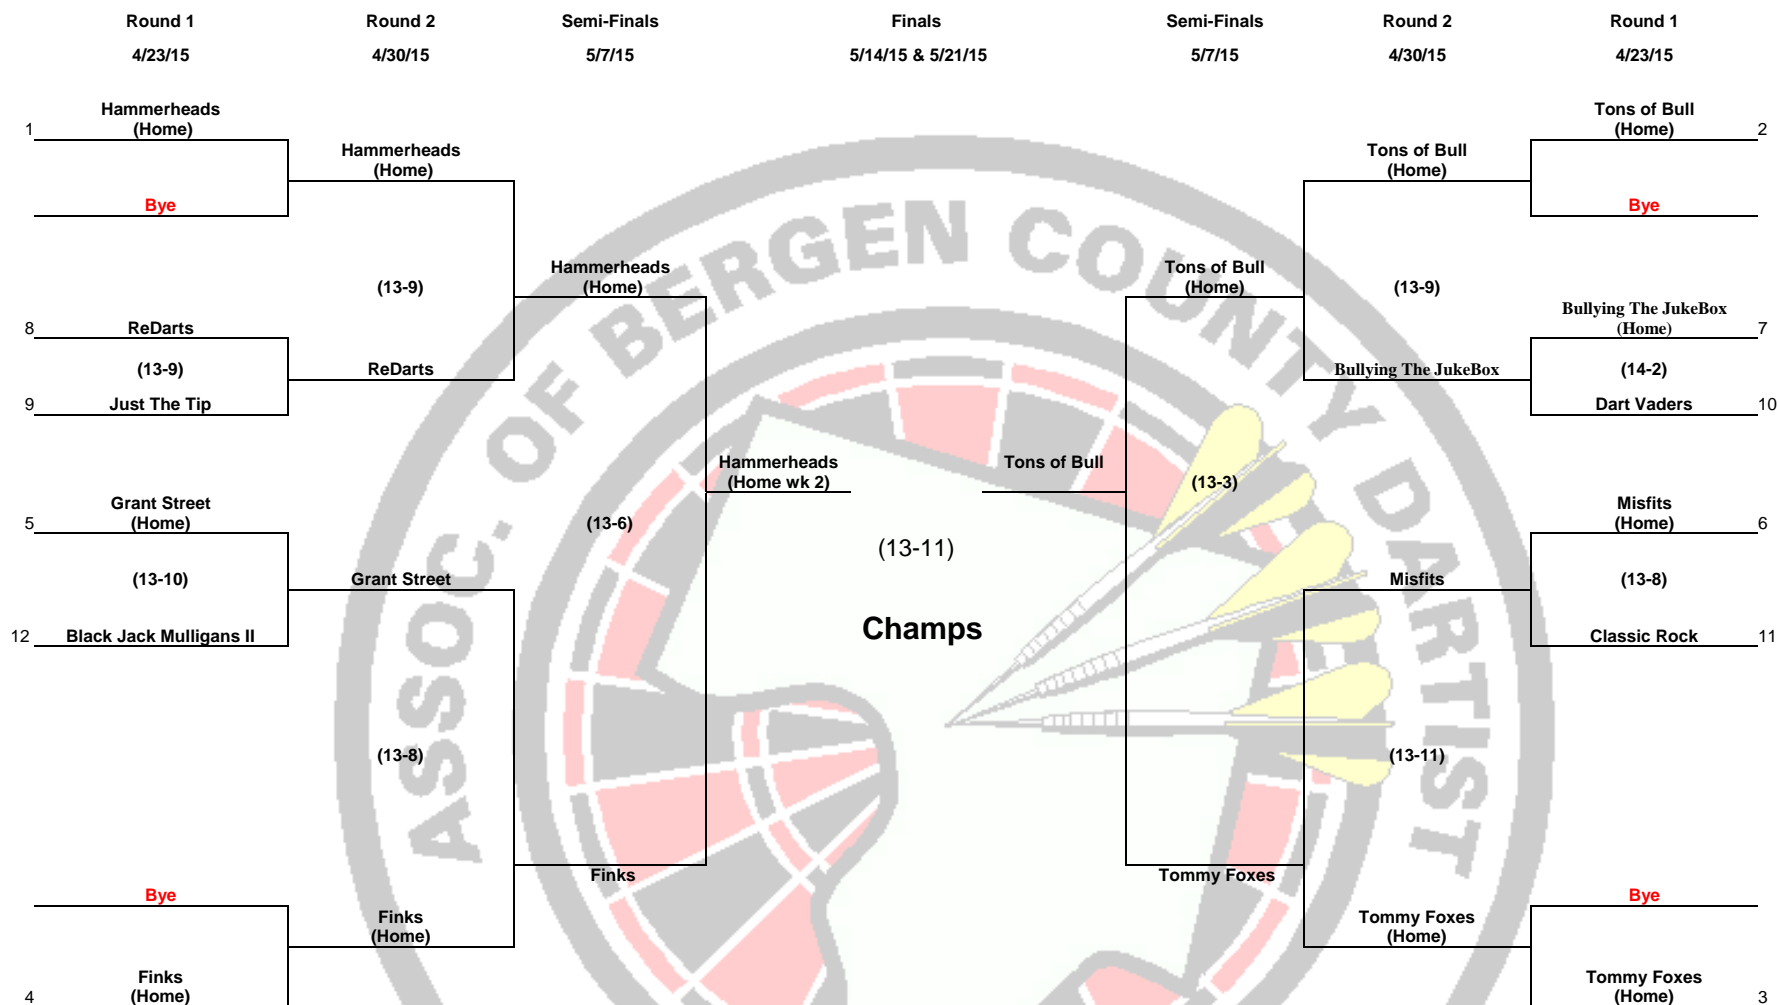 Round 1 Round 2 Semi-Finals Finals Semi-Finals Round 2 Round 1
4/23/15 4/30/15 5/7/15 5/14/15 & 5/21/15 5/7/15 4/30/15 4/23/15
1 Hammerheads
(Home)
Bye
8 ReDarts
(13-9)
9 Just The Tip
5 Grant Street
(Home)
(13-10)
12 Black Jack Mulligans II
Bye
4 Finks
(Home)
Hammerheads
(Home)
(13-9)
ReDarts
Grant Street
(13-8)
Finks
(Home)
Hammerheads
(Home)
(13-6)
Finks
Hammerheads
(Home wk 2)
(13-11)
Champs
Tons of Bull
Tons of Bull
(Home)
(13-3)
Tommy Foxes
Tons of Bull
(Home)
(13-9)
Bullying The JukeBox
Misfits
(13-11)
Tommy Foxes
(Home)
Tons of Bull
(Home) 2
Bye
Bullying The JukeBox
(Home) 7
(14-2)
Dart Vaders 10
Misfits
(Home) 6
(13-8)
Classic Rock 11
Bye
Tommy Foxes
(Home) 3
ASSOC. OF BERGEN COUNTY DARTIST